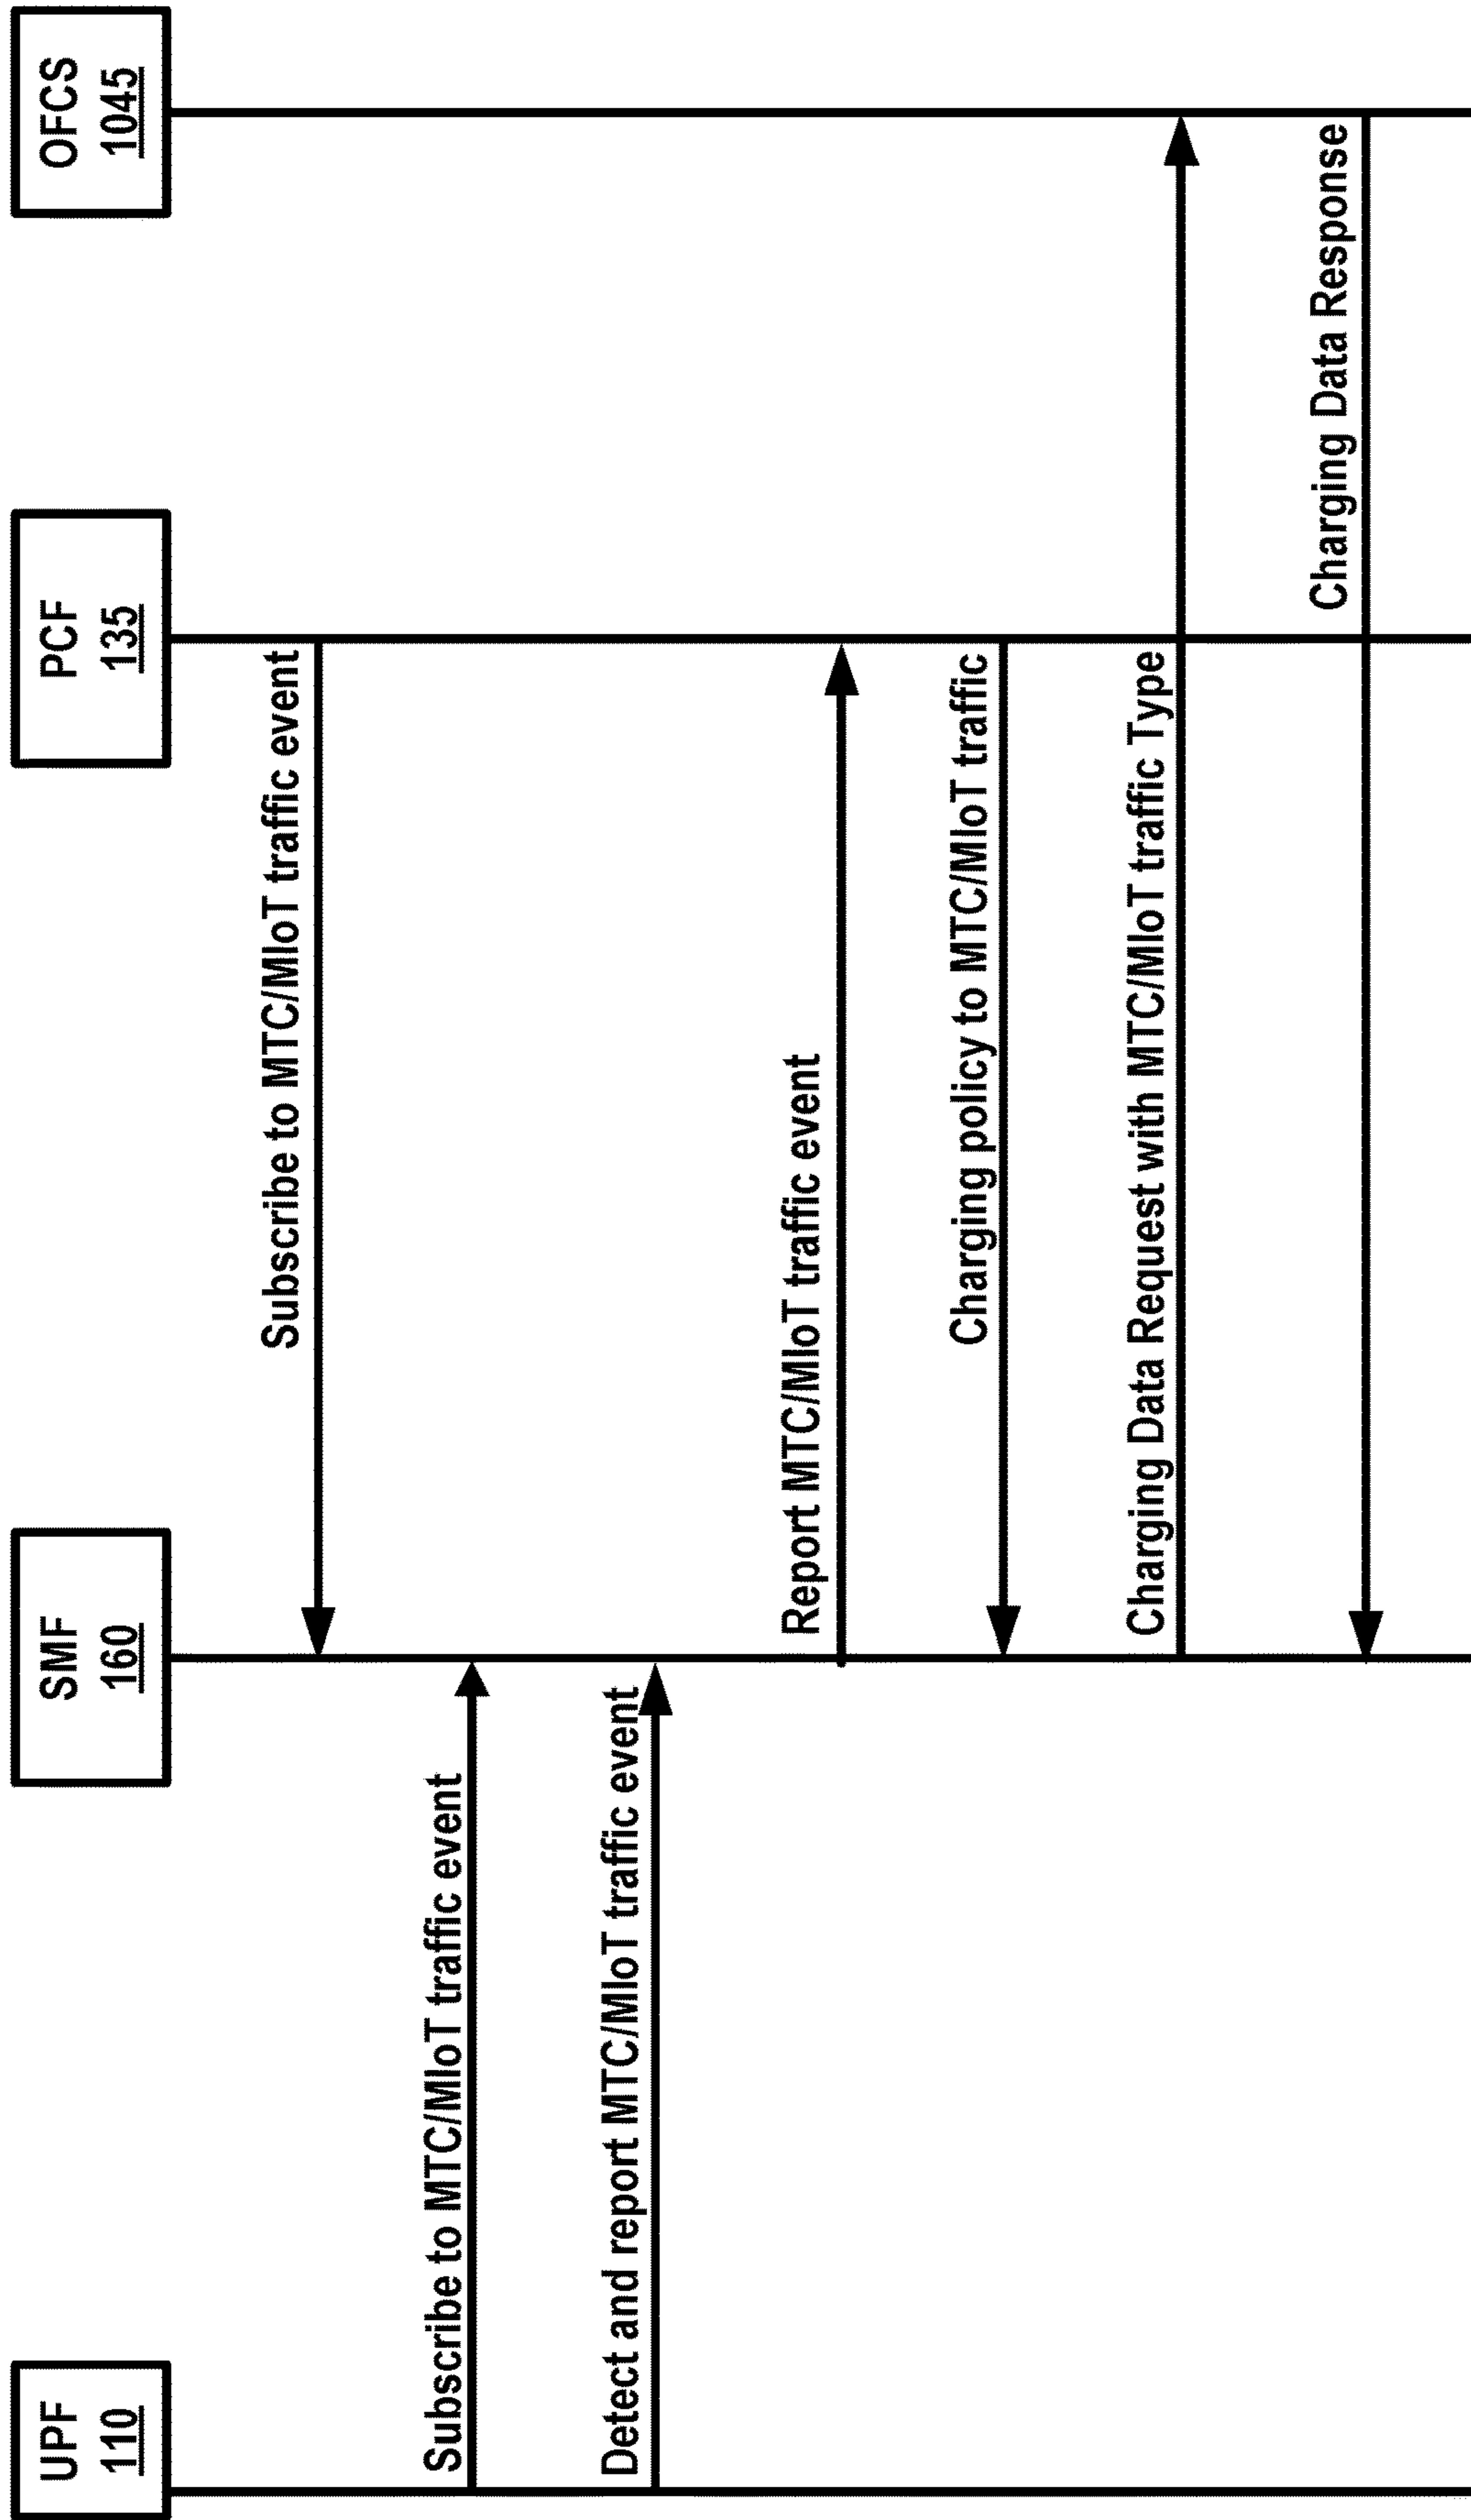 UPF
110
SMF
160
PCF
135
OFCS
1045
Subscribe to MTC/MIoT traffic event
Subscribe to MTC/MIoT traffic event
Detect and report MTC/MIoT traffic event
Report MTC/MIoT traffic event
Charging policy to MTC/MIoT traffic
Charging Data Request with MTC/MIoT traffic Type
Charging Data Response